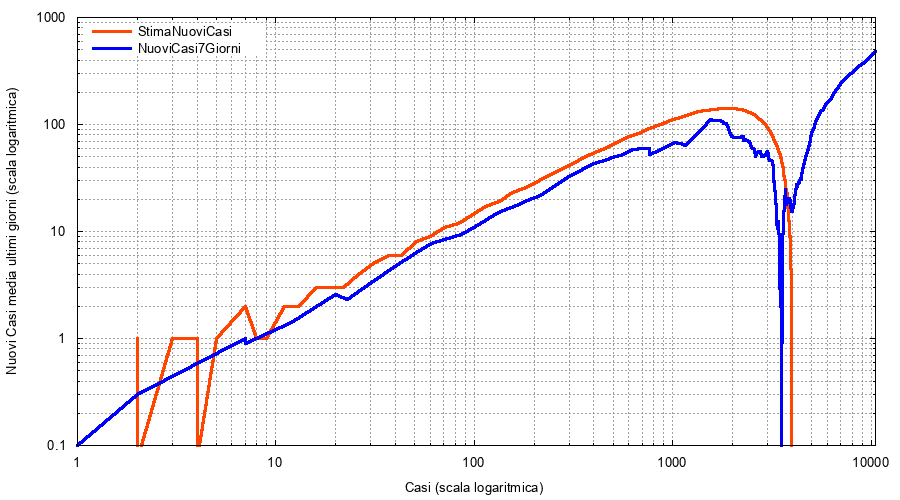 1000
StimaNuoviCasi
NuoviCasi7Giorni
100
10
1
0.1
Nuovi Casi media ultimi giorni (scala logaritmica)
1 10 100 1000 10000
Casi (scala logaritmica)